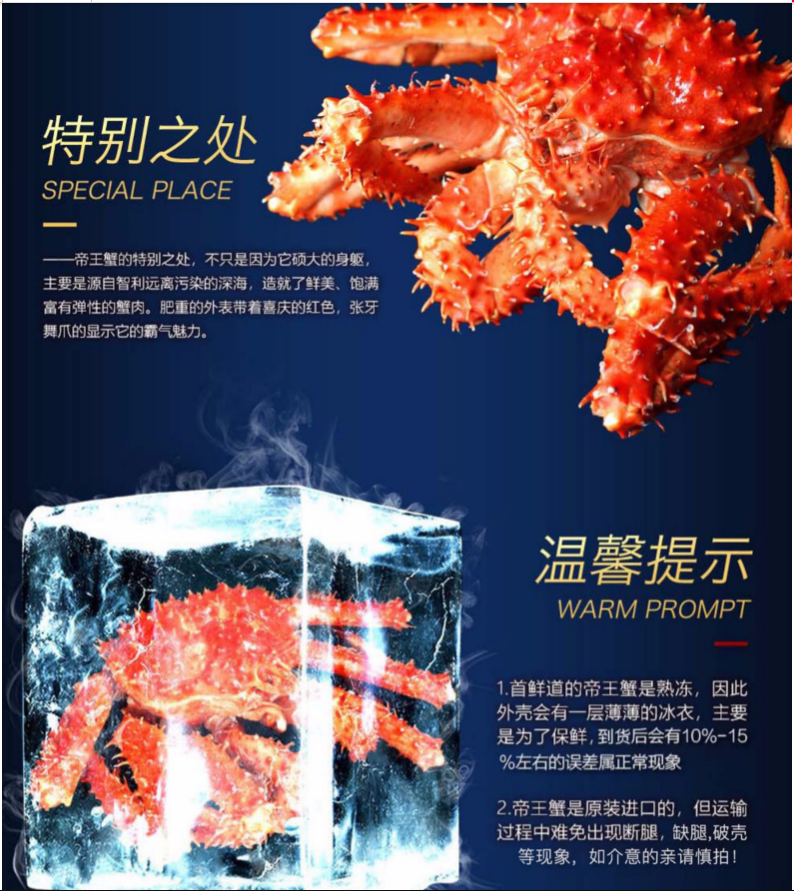 特别之处
SPECIAL PLACE
——帝王蟹的特别之处，不只是因为它硕大的身躯，
主要是源自智利远离污染的深海，造就了鲜美、饱满
富有弹性的蟹肉。肥重的外表带着喜庆的红色，张牙
舞爪的显示它的霸气魅力。
温馨提示
WARM PROMPT
1.首鲜道的帝王蟹是熟冻，因此
外壳会有一层薄薄的冰衣，主要
是为了保鲜，到货后会有10%-15
%左右的误差属正常现象
2.帝王蟹是原装进口的，但运输
过程中难免出现断腿，缺腿,破壳
等现象，如介意的亲请慎拍！